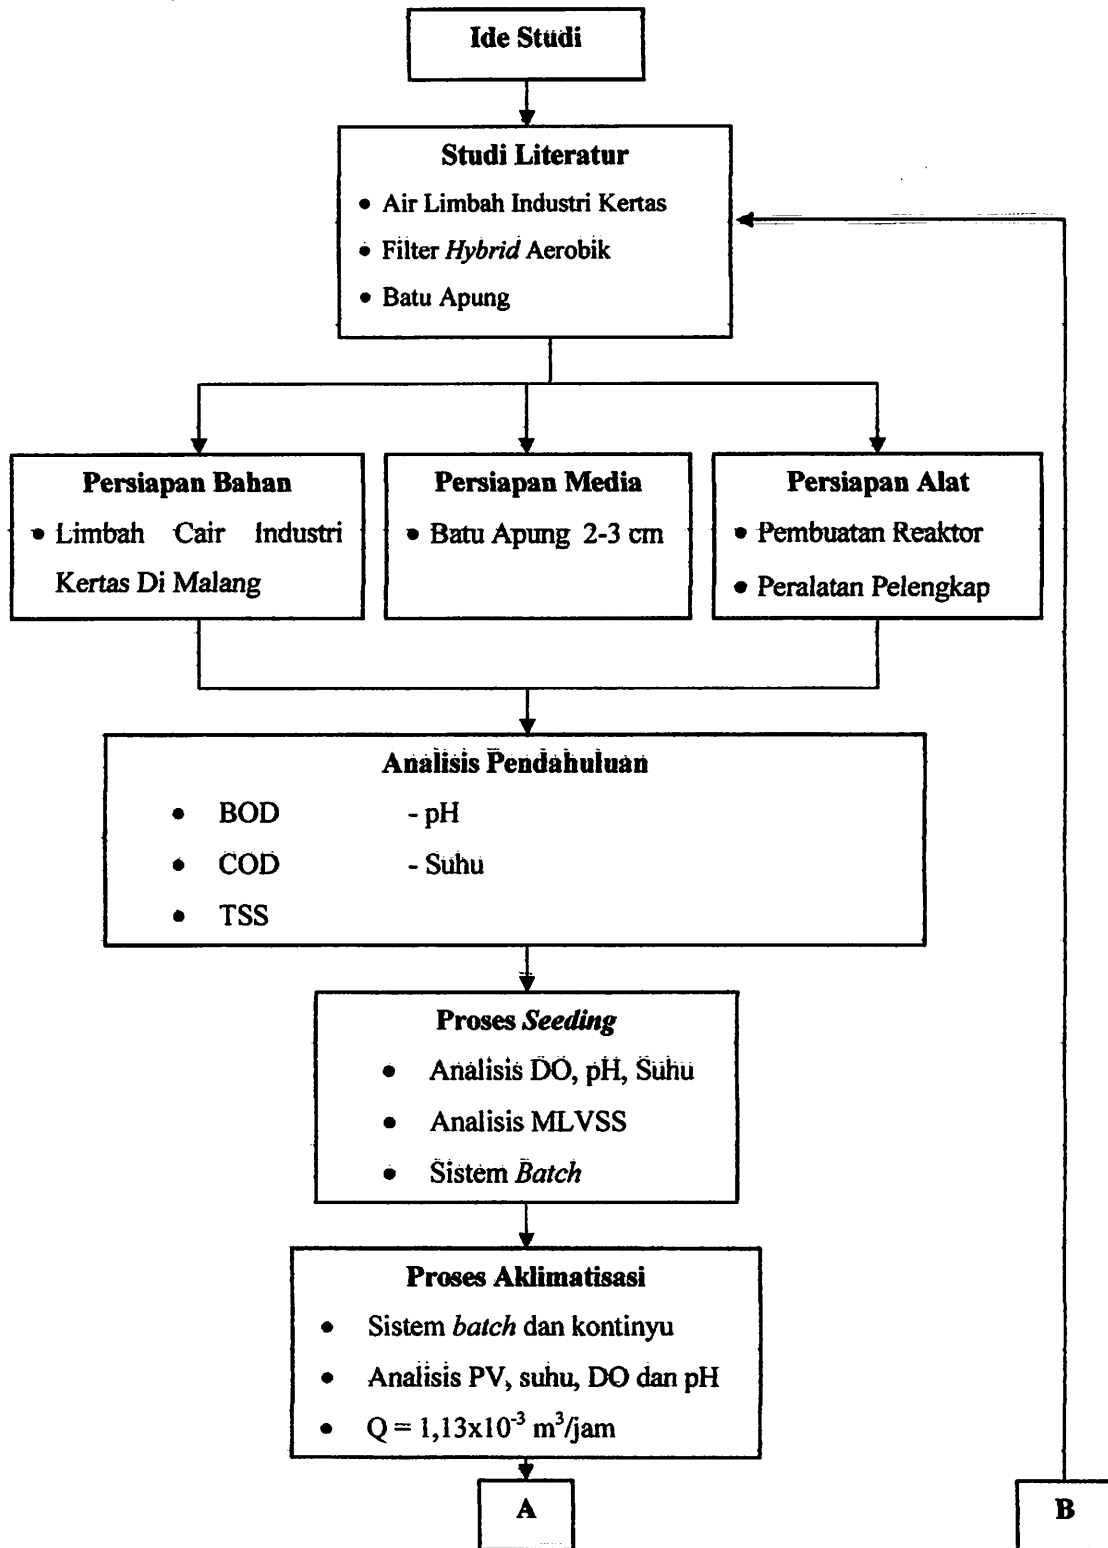 Ide Studi
Studi Literatur
• Air Limbah Industri Kertas
• Filter Hybrid Aerobik
• Batu Apung
Persiapan Bahan
• Limbah Cair Industri
Kertas Di Malang
Persiapan Media
• Batu Apung 2-3 cm
Persiapan Alat
• Pembuatan Reaktor
• Peralatan Pelengkap
Analisis Pendahuluan
• BOD - pH
• COD - Suhu
• TSS
Proses Seeding
• Analisis DO, pH, Suhu
• Analisis MLVSS
• Sistem Batch
Proses Aklimatisasi
• Sistem batch dan kontinyu
• Analisis PV, suhu, DO dan pH
• Q = 1,13x10⁻³ m³/jam
A
B